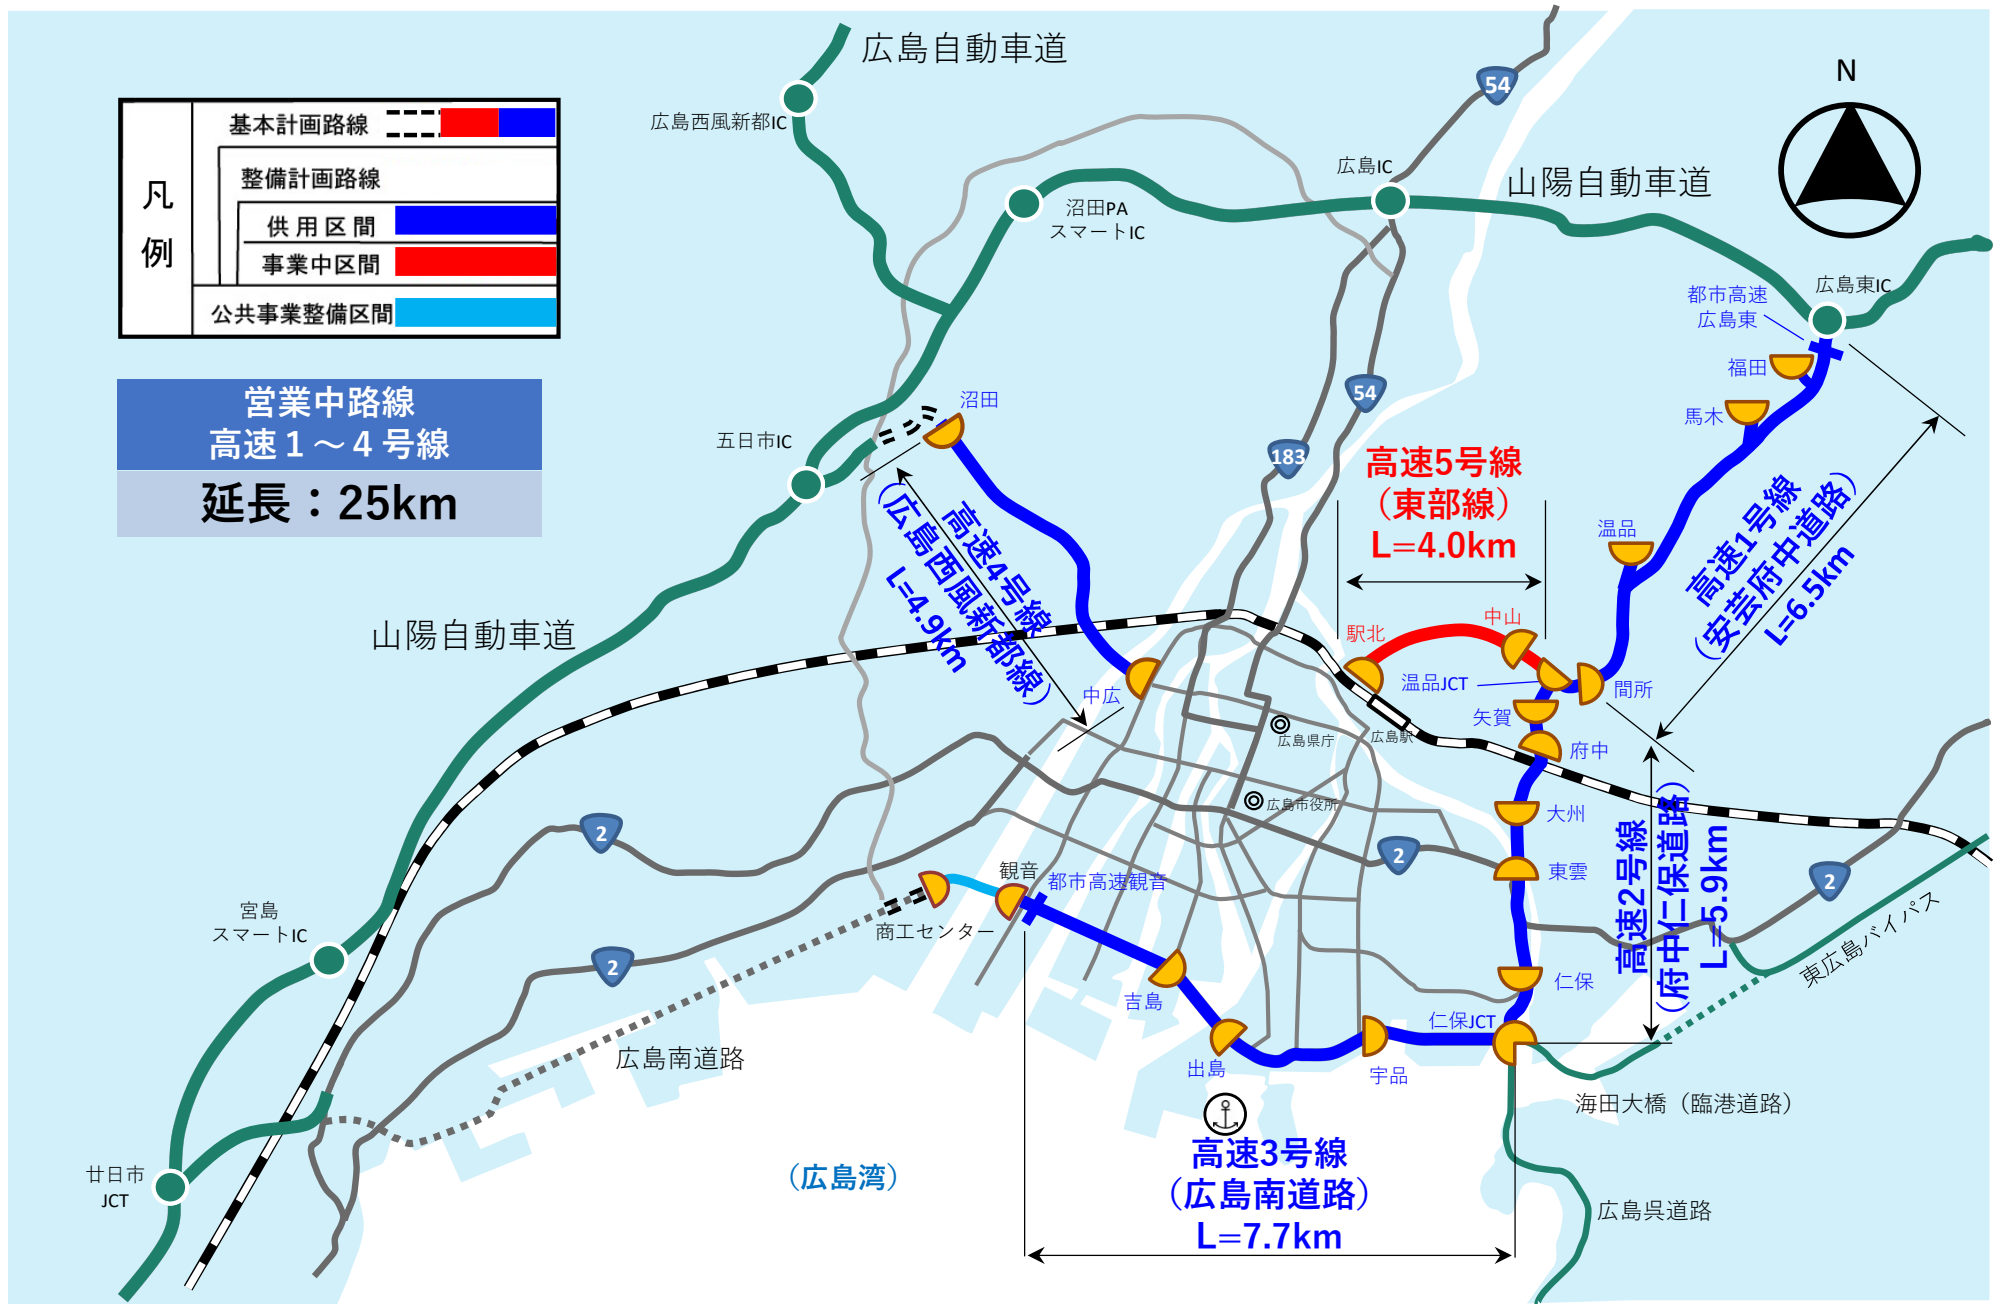 広島自動車道
広島西風新都IC
54
N
凡例
基本計画路線
整備計画路線
供用区間
事業中区間
公共事業整備区間
広島IC
山陽自動車道
沼田PA
スマートIC
広島東IC
都市高速
広島東
福田
馬木
営業中路線
高速1～4号線
延長：25km
沼田
五日市IC
54
183
高速5号線
（東部線）
L=4.0km
温品
高速1号線
（安芸府中道路）
L=6.5km
高速4号線
（広島西風新都線）
L=4.9km
山陽自動車道
駅北
中山
温品JCT
間所
中広
矢賀
府中
広島県庁
広島駅
広島市役所
大州
2
2
東雲
2
高速2号線
（府中仁保道路）
L=5.9km
観音
都市高速観音
商工センター
宮島
スマートIC
2
東広島バイパス
吉島
仁保
仁保JCT
広島南道路
出島
宇品
海田大橋（臨港道路）
高速3号線
（広島南道路）
L=7.7km
（広島湾）
廿日市
JCT
広島呉道路